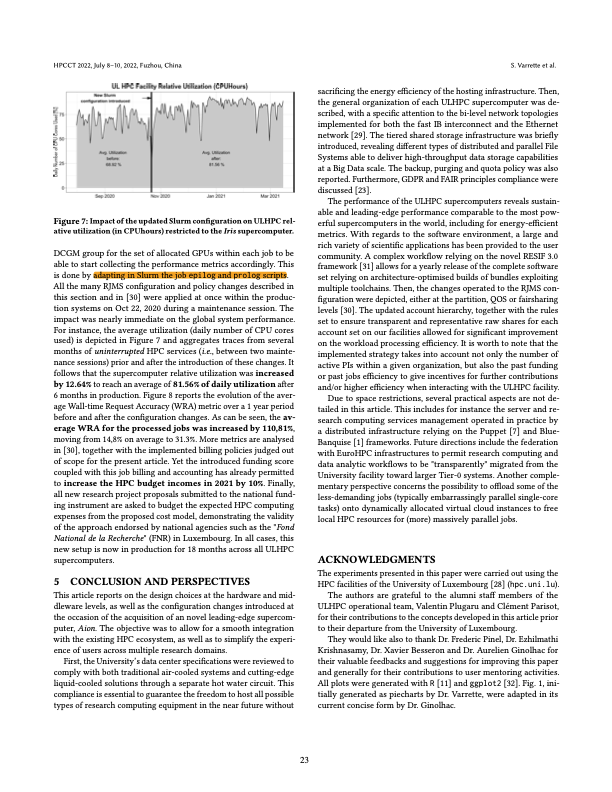 HPCCT 2022, July 8–10, 2022, Fuzhou, China
S. Varrette et al.
UL HPC Facility Relative Utilization (CPUHours)
New Slurm
configuration introduced
75
50
25
0
Avg. Utilization
before:
68.92 %
Avg. Utilization
after:
81.56 %
Sep 2020
Nov 2020
Jan 2021
Mar 2021
Figure 7: Impact of the updated Slurm configuration on ULHPC rel-
ative utilization (in CPUhours) restricted to the Iris supercomputer.
DCGM group for the set of allocated GPUs within each job to be
able to start collecting the performance metrics accordingly. This
is done by adapting in Slurm the job epilog and prolog scripts.
All the many RJMS configuration and policy changes described in
this section and in [30] were applied at once within the produc-
tion systems on Oct 22, 2020 during a maintenance session. The
impact was nearly immediate on the global system performance.
For instance, the average utilization (daily number of CPU cores
used) is depicted in Figure 7 and aggregates traces from several
months of uninterrupted HPC services (i.e., between two mainte-
nance sessions) prior and after the introduction of these changes. It
follows that the supercomputer relative utilization was increased
by 12.64% to reach an average of 81.56% of daily utilization after
6 months in production. Figure 8 reports the evolution of the aver-
age Wall-time Request Accuracy (WRA) metric over a 1 year period
before and after the configuration changes. As can be seen, the av-
erage WRA for the processed jobs was increased by 110,81%,
moving from 14,8% on average to 31.3%. More metrics are analysed
in [30], together with the implemented billing policies judged out
of scope for the present article. Yet the introduced funding score
coupled with this job billing and accounting has already permitted
to increase the HPC budget incomes in 2021 by 10%. Finally,
all new research project proposals submitted to the national fund-
ing instrument are asked to budget the expected HPC computing
expenses from the proposed cost model, demonstrating the validity
of the approach endorsed by national agencies such as the "Fond
National de la Recherche" (FNR) in Luxembourg. In all cases, this
new setup is now in production for 18 months across all ULHPC
supercomputers.
5 CONCLUSION AND PERSPECTIVES
This article reports on the design choices at the hardware and mid-
dleware levels, as well as the configuration changes introduced at
the occasion of the acquisition of an novel leading-edge supercom-
puter, Aion. The objective was to allow for a smooth integration
with the existing HPC ecosystem, as well as to simplify the experi-
ence of users across multiple research domains.
First, the University's data center specifications were reviewed to
comply with both traditional air-cooled systems and cutting-edge
liquid-cooled solutions through a separate hot water circuit. This
compliance is essential to guarantee the freedom to host all possible
types of research computing equipment in the near future without
sacrificing the energy efficiency of the hosting infrastructure. Then,
the general organization of each ULHPC supercomputer was de-
scribed, with a specific attention to the bi-level network topologies
implemented for both the fast IB interconnect and the Ethernet
network [29]. The tiered shared storage infrastructure was briefly
introduced, revealing different types of distributed and parallel File
Systems able to deliver high-throughput data storage capabilities
at a Big Data scale. The backup, purging and quota policy was also
reported. Furthermore, GDPR and FAIR principles compliance were
discussed [23].
The performance of the ULHPC supercomputers reveals sustain-
able and leading-edge performance comparable to the most pow-
erful supercomputers in the world, including for energy-efficient
metrics. With regards to the software environment, a large and
rich variety of scientific applications has been provided to the user
community. A complex workflow relying on the novel RESIF 3.0
framework [31] allows for a yearly release of the complete software
set relying on architecture-optimised builds of bundles exploiting
multiple toolchains. Then, the changes operated to the RJMS con-
figuration were depicted, either at the partition, QOS or fairsharing
levels [30]. The updated account hierarchy, together with the rules
set to ensure transparent and representative raw shares for each
account set on our facilities allowed for significant improvement
on the workload processing efficiency. It is worth to note that the
implemented strategy takes into account not only the number of
active PIs within a given organization, but also the past funding
or past jobs efficiency to give incentives for further contributions
and/or higher efficiency when interacting with the ULHPC facility.
Due to space restrictions, several practical aspects are not de-
tailed in this article. This includes for instance the server and re-
search computing services management operated in practice by
a distributed infrastructure relying on the Puppet [7] and Blue-
Banquise [1] frameworks. Future directions include the federation
with EuroHPC infrastructures to permit research computing and
data analytic workflows to be "transparently" migrated from the
University facility toward larger Tier-0 systems. Another comple-
mentary perspective concerns the possibility to offload some of the
less-demanding jobs (typically embarrassingly parallel single-core
tasks) onto dynamically allocated virtual cloud instances to free
local HPC resources for (more) massively parallel jobs.
ACKNOWLEDGMENTS
The experiments presented in this paper were carried out using the
HPC facilities of the University of Luxembourg [28] (hpc.uni.lu).
The authors are grateful to the alumni staff members of the
ULHPC operational team, Valentin Plugaru and Clément Parisot,
for their contributions to the concepts developed in this article prior
to their departure from the University of Luxembourg.
They would like also to thank Dr. Frederic Pinel, Dr. Ezhilmathi
Krishnasamy, Dr. Xavier Besseron and Dr. Aurelien Ginolhac for
their valuable feedbacks and suggestions for improving this paper
and generally for their contributions to user mentoring activities.
All plots were generated with R [11] and ggplot2 [32]. Fig. 1, ini-
tially generated as piecharts by Dr. Varrette, were adapted in its
current concise form by Dr. Ginolhac.
23